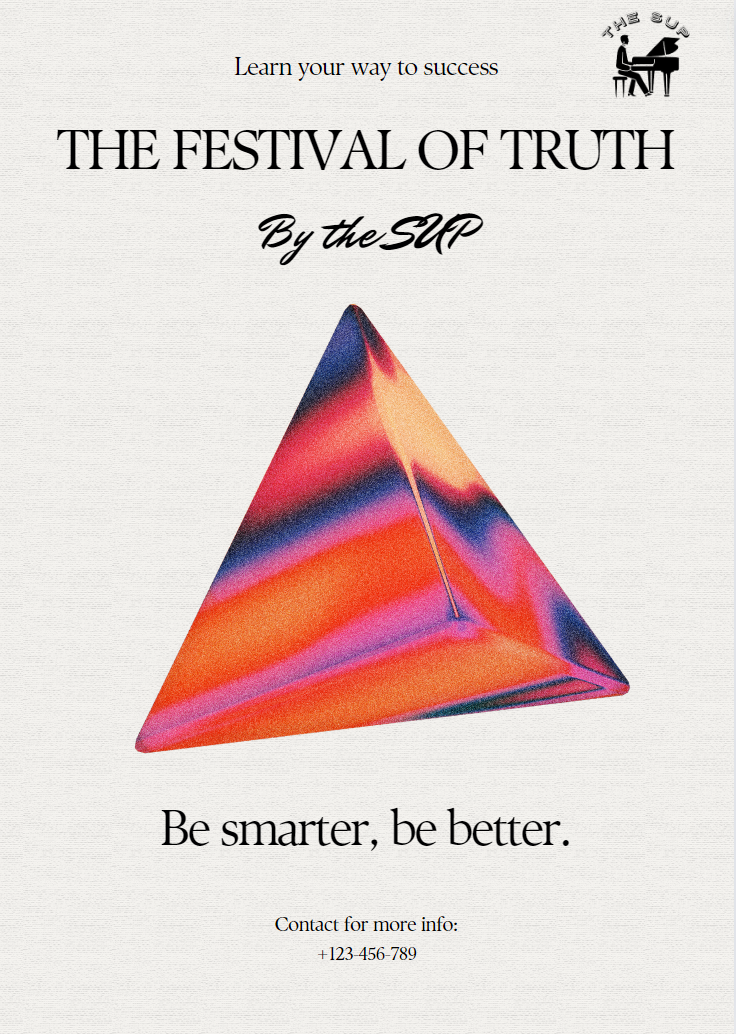 THE SUP
Learn your way to success
THE FESTIVAL OF TRUTH
By the SUP
Be smarter, be better.
Contact for more info:
+123-456-789